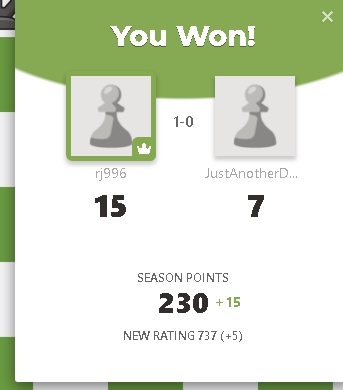 You Won!
1-0
rj996
JustAnotherD...
15
7
SEASON POINTS
230 +15
NEW RATING 737 (+5)